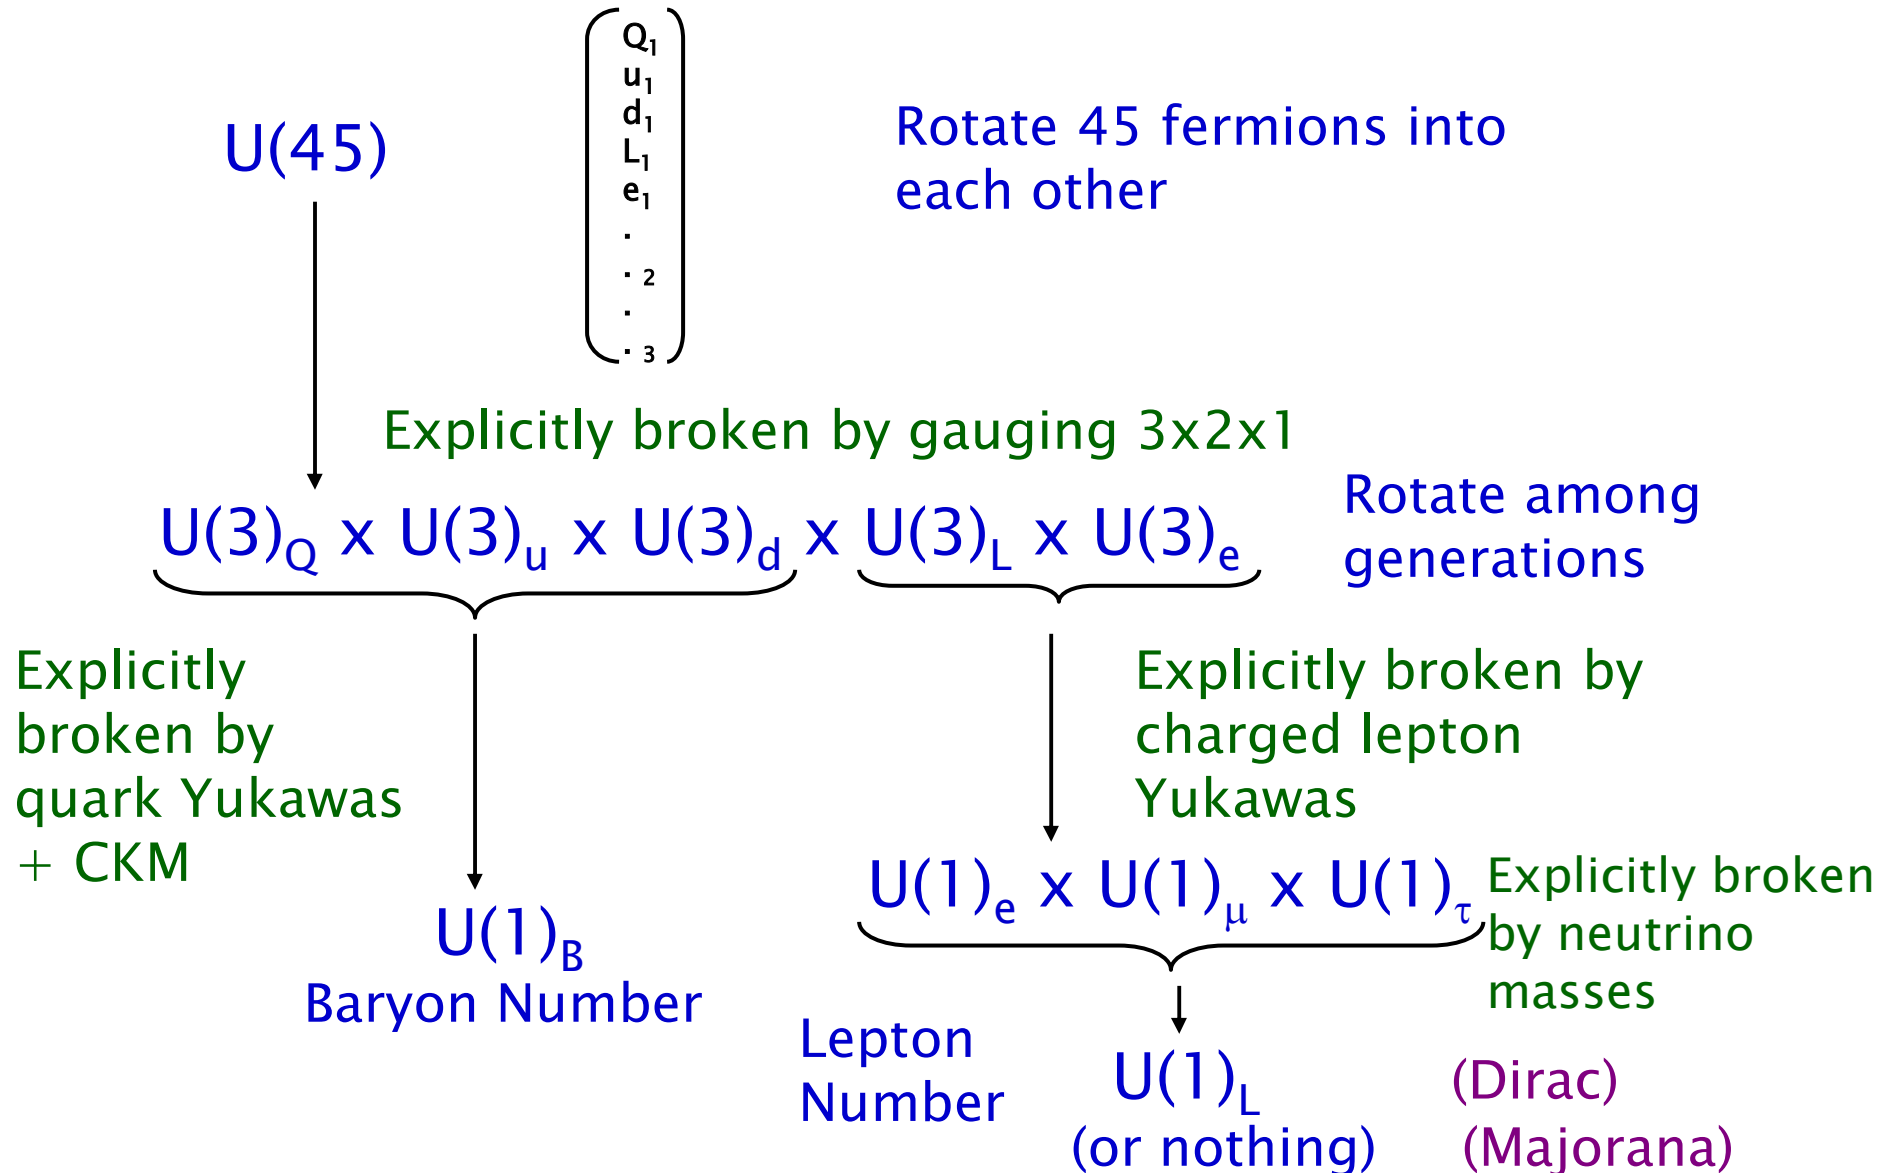 U(45)
Q₁
u₁
d₁
L₁
e₁
.
. ₂
.
. ₃
Rotate 45 fermions into
each other
Explicitly broken by gauging 3x2x1
U(3)Q x U(3)u x U(3)d x U(3)L x U(3)e
Rotate among
generations
Explicitly
broken by
quark Yukawas
+ CKM
U(1)B
Baryon Number
Explicitly broken by
charged lepton
Yukawas
U(1)e x U(1)μ x U(1)τ
Explicitly broken
by neutrino
masses
Lepton
Number
U(1)L
(or nothing)
(Dirac)
(Majorana)